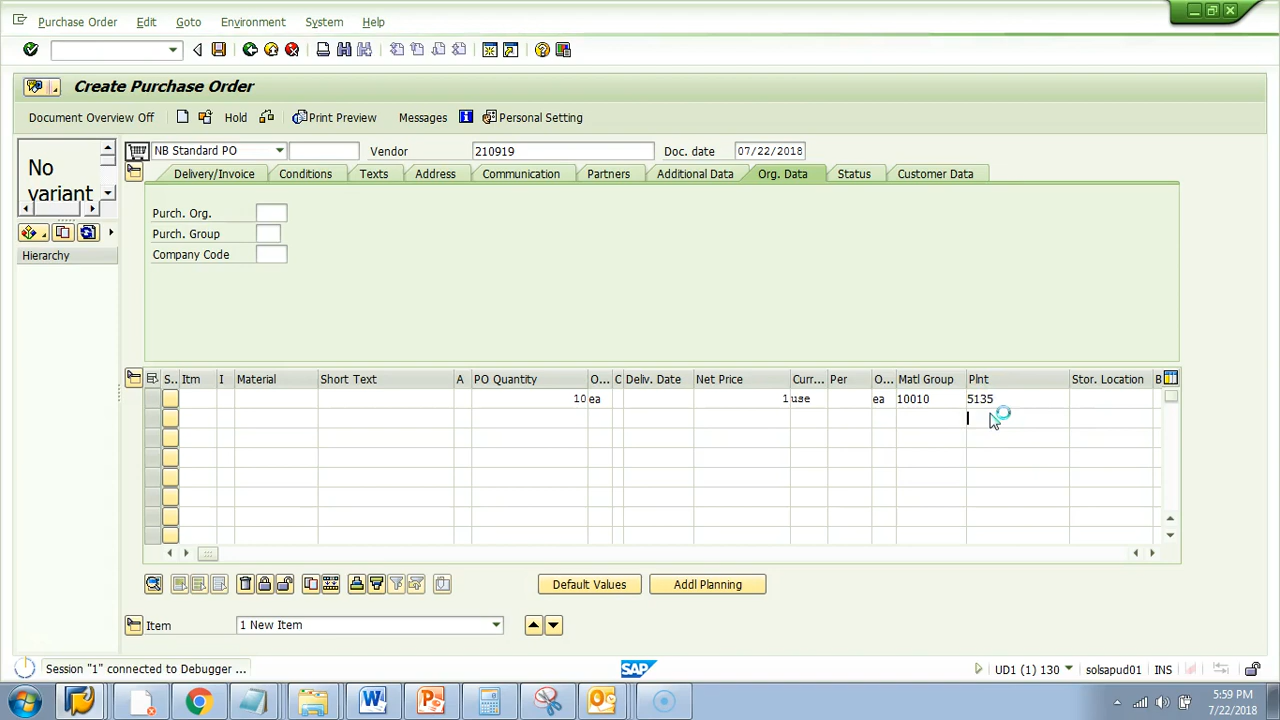 Purchase Order Edit Goto Environment System Help
Create Purchase Order
Document Overview Off Hold Print Preview Messages Personal Setting
No
variant
NB Standard PO Vendor 210919 Doc. date 07/22/2018
Delivery/Invoice Conditions Texts Address Communication Partners Additional Data Org. Data Status Customer Data
Purch. Org.
Purch. Group
Company Code
Hierarchy
S.. Itm I Material Short Text A PO Quantity O... C Deliv. Date Net Price Curr... Per O... Matl Group Plnt Stor. Location B
10 ea 1 use ea 10010 5135
Default Values Addl Planning
Item 1 New Item
Session "1" connected to Debugger ... SAP UD1 (1) 130 solsapud01 INS
5:59 PM
7/22/2018